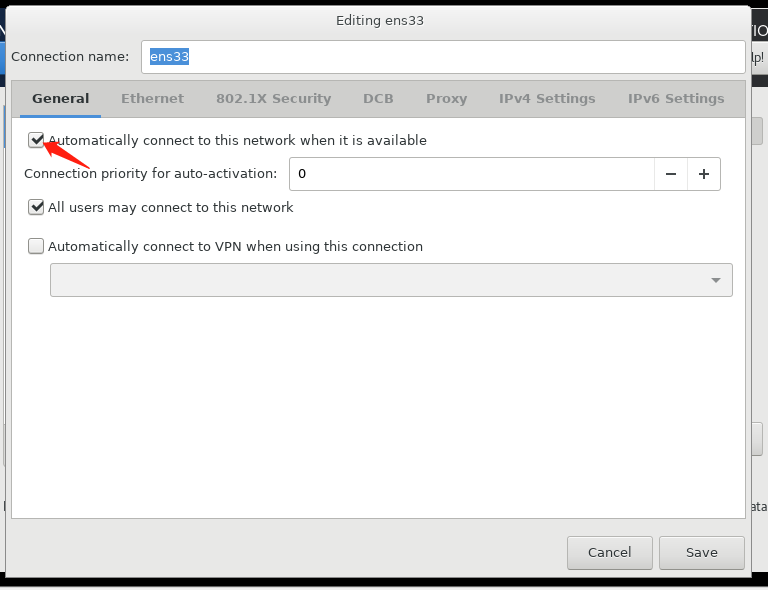 Editing ens33
Connection name: ens33
General Ethernet 802.1X Security DCB Proxy IPv4 Settings IPv6 Settings
Automatically connect to this network when it is available
Connection priority for auto-activation: 0 − +
All users may connect to this network
Automatically connect to VPN when using this connection
Cancel Save